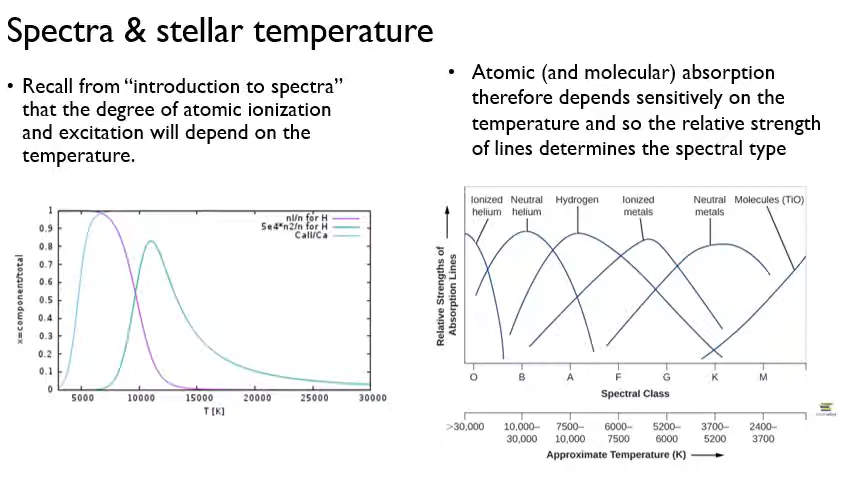 Spectra & stellar temperature
• Recall from “introduction to spectra”
that the degree of atomic ionization
and excitation will depend on the
temperature.
• Atomic (and molecular) absorption
therefore depends sensitively on the
temperature and so the relative strength
of lines determines the spectral type
nI/n for H
5e4*n2/n for H
CaII/Ca
1
0.9
0.8
0.7
0.6
0.5
0.4
0.3
0.2
0.1
0
x=component/total
5000 10000 15000 20000 25000 30000
T [K]
Ionized helium
Neutral helium
Hydrogen
Ionized metals
Neutral metals
Molecules (TiO)
Relative Strengths of
Absorption Lines
O B A F G K M
Spectral Class
>30,000 10,000– 7500– 6000– 5200– 3700– 2400–
30,000 10,000 7500 6000 5200 3700
Approximate Temperature (K)